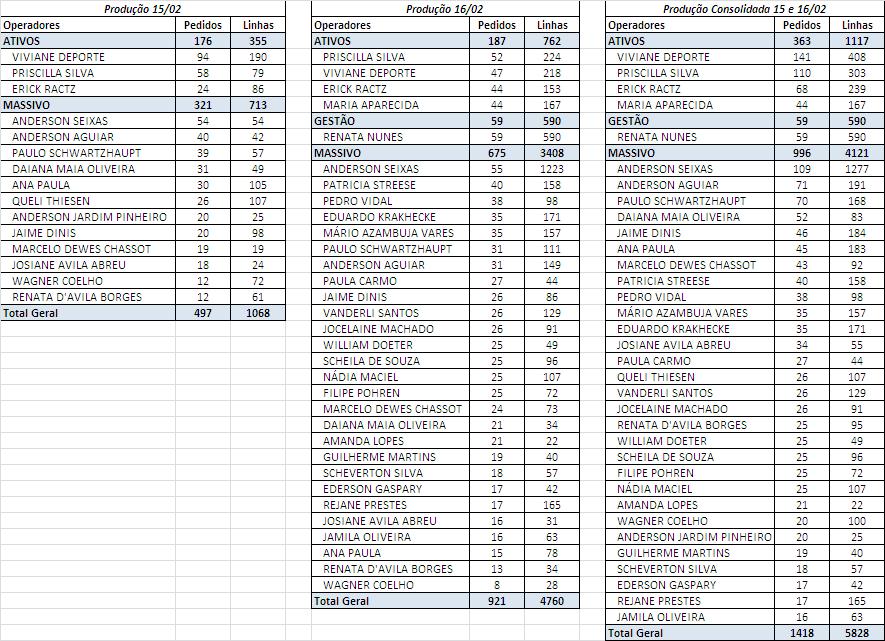 Produção 15/02
Operadores Pedidos Linhas
ATIVOS 176 355
VIVIANE DEPORTE 94 190
PRISCILLA SILVA 58 79
ERICK RACTZ 24 86
MASSIVO 321 713
ANDERSON SEIXAS 54 54
ANDERSON AGUIAR 40 42
PAULO SCHWARTZHAUPT 39 57
DAIANA MAIA OLIVEIRA 31 49
ANA PAULA 30 105
QUELI THIESEN 26 107
ANDERSON JARDIM PINHEIRO 20 25
JAIME DINIS 20 98
MARCELO DEWES CHASSOT 19 19
JOSIANE AVILA ABREU 18 24
WAGNER COELHO 12 72
RENATA D'AVILA BORGES 12 61
Total Geral 497 1068
Produção 16/02
Operadores Pedidos Linhas
ATIVOS 187 762
PRISCILLA SILVA 52 224
VIVIANE DEPORTE 47 218
ERICK RACTZ 44 153
MARIA APARECIDA 44 167
GESTÃO 59 590
RENATA NUNES 59 590
MASSIVO 675 3408
ANDERSON SEIXAS 55 1223
PATRICIA STREESE 40 158
PEDRO VIDAL 38 98
EDUARDO KRAKHECKE 35 171
MÁRIO AZAMBUJA VARES 35 157
PAULO SCHWARTZHAUPT 31 111
ANDERSON AGUIAR 31 149
PAULA CARMO 27 44
JAIME DINIS 26 86
VANDERLI SANTOS 26 129
JOCELAINE MACHADO 26 91
WILLIAM DOETER 25 49
SCHEILA DE SOUZA 25 96
NÁDIA MACIEL 25 107
FILIPE POHREN 25 72
MARCELO DEWES CHASSOT 24 73
DAIANA MAIA OLIVEIRA 21 34
AMANDA LOPES 21 22
GUILHERME MARTINS 19 40
SCHEVERTON SILVA 18 57
EDERSON GASPARY 17 42
REJANE PRESTES 17 165
JOSIANE AVILA ABREU 16 31
JAMILA OLIVEIRA 16 63
ANA PAULA 15 78
RENATA D'AVILA BORGES 13 34
WAGNER COELHO 8 28
Total Geral 921 4760
Produção Consolidada 15 e 16/02
Operadores Pedidos Linhas
ATIVOS 363 1117
VIVIANE DEPORTE 141 408
PRISCILLA SILVA 110 303
ERICK RACTZ 68 239
MARIA APARECIDA 44 167
GESTÃO 59 590
RENATA NUNES 59 590
MASSIVO 996 4121
ANDERSON SEIXAS 109 1277
ANDERSON AGUIAR 71 191
PAULO SCHWARTZHAUPT 70 168
DAIANA MAIA OLIVEIRA 52 83
JAIME DINIS 46 184
ANA PAULA 45 183
MARCELO DEWES CHASSOT 43 92
PATRICIA STREESE 40 158
PEDRO VIDAL 38 98
MÁRIO AZAMBUJA VARES 35 157
EDUARDO KRAKHECKE 35 171
JOSIANE AVILA ABREU 34 55
PAULA CARMO 27 44
QUELI THIESEN 26 107
VANDERLI SANTOS 26 129
JOCELAINE MACHADO 26 91
RENATA D'AVILA BORGES 25 95
WILLIAM DOETER 25 49
SCHEILA DE SOUZA 25 96
FILIPE POHREN 25 72
NÁDIA MACIEL 25 107
AMANDA LOPES 21 22
WAGNER COELHO 20 100
ANDERSON JARDIM PINHEIRO 20 25
GUILHERME MARTINS 19 40
SCHEVERTON SILVA 18 57
EDERSON GASPARY 17 42
REJANE PRESTES 17 165
JAMILA OLIVEIRA 16 63
Total Geral 1418 5828